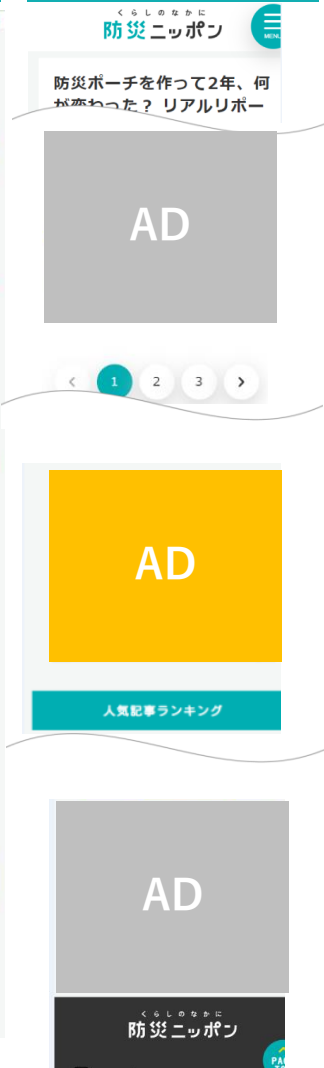 くらしのなかに
防災ニッポン
MENU
防災ポーチを作って2年、何
が変わった？ リアルリポー
AD
‹ 1 2 3 ›
AD
人気記事ランキング
AD
くらしのなかに
防災ニッポン